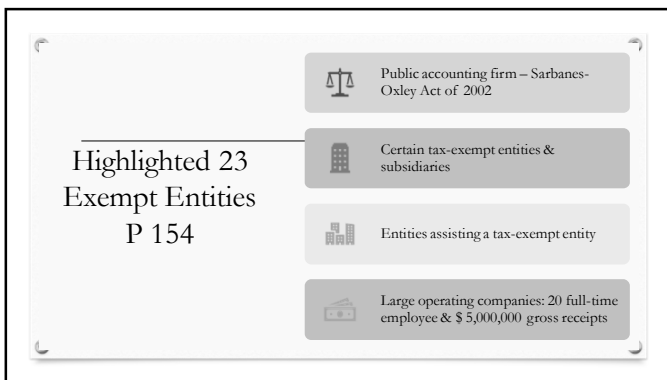 Highlighted 23
Exempt Entities
P 154
Public accounting firm – Sarbanes-
Oxley Act of 2002
Certain tax-exempt entities &
subsidiaries
Entities assisting a tax-exempt entity
Large operating companies: 20 full-time
employee & $ 5,000,000 gross receipts